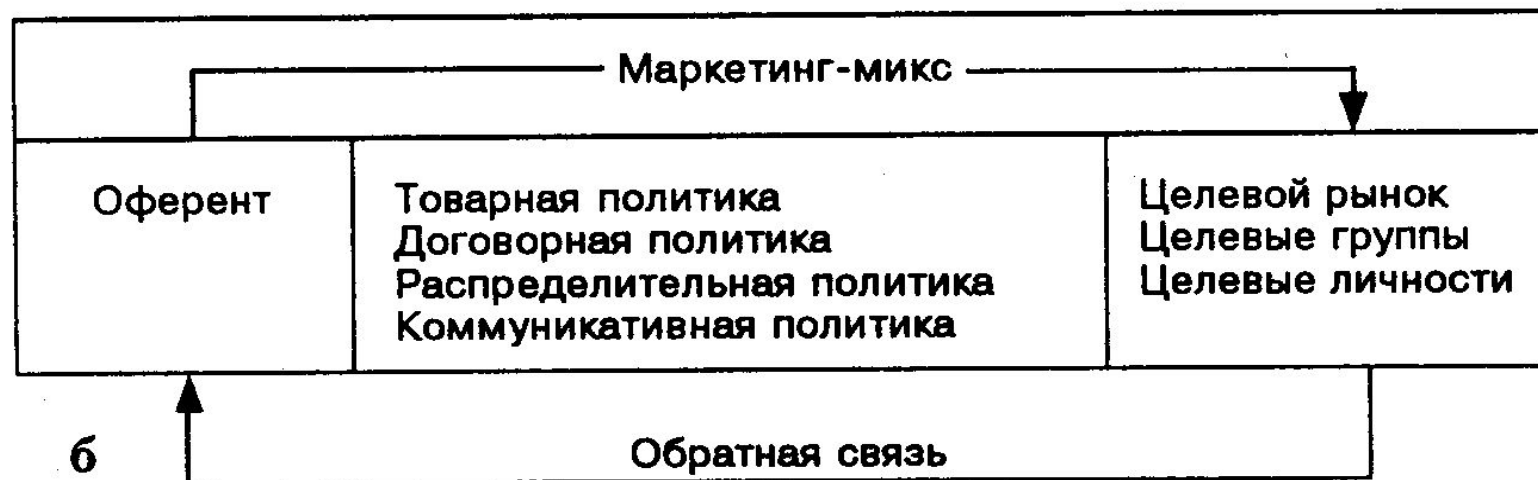 Маркетинг-микс
Оферент
Товарная политика
Договорная политика
Распределительная политика
Коммуникативная политика
Целевой рынок
Целевые группы
Целевые личности
б
Обратная связь